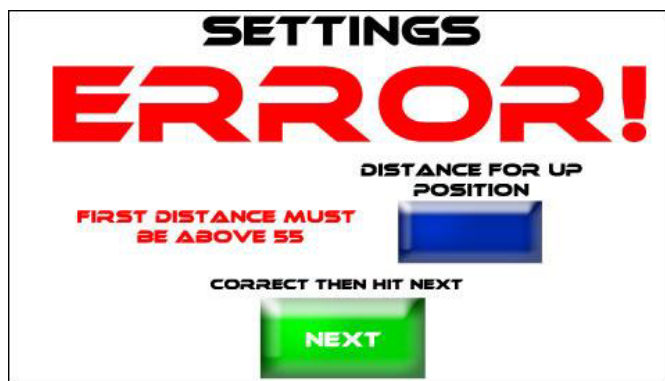 SETTINGS
ERROR!
DISTANCE FOR UP
POSITION
FIRST DISTANCE MUST
BE ABOVE 55
CORRECT THEN HIT NEXT
NEXT